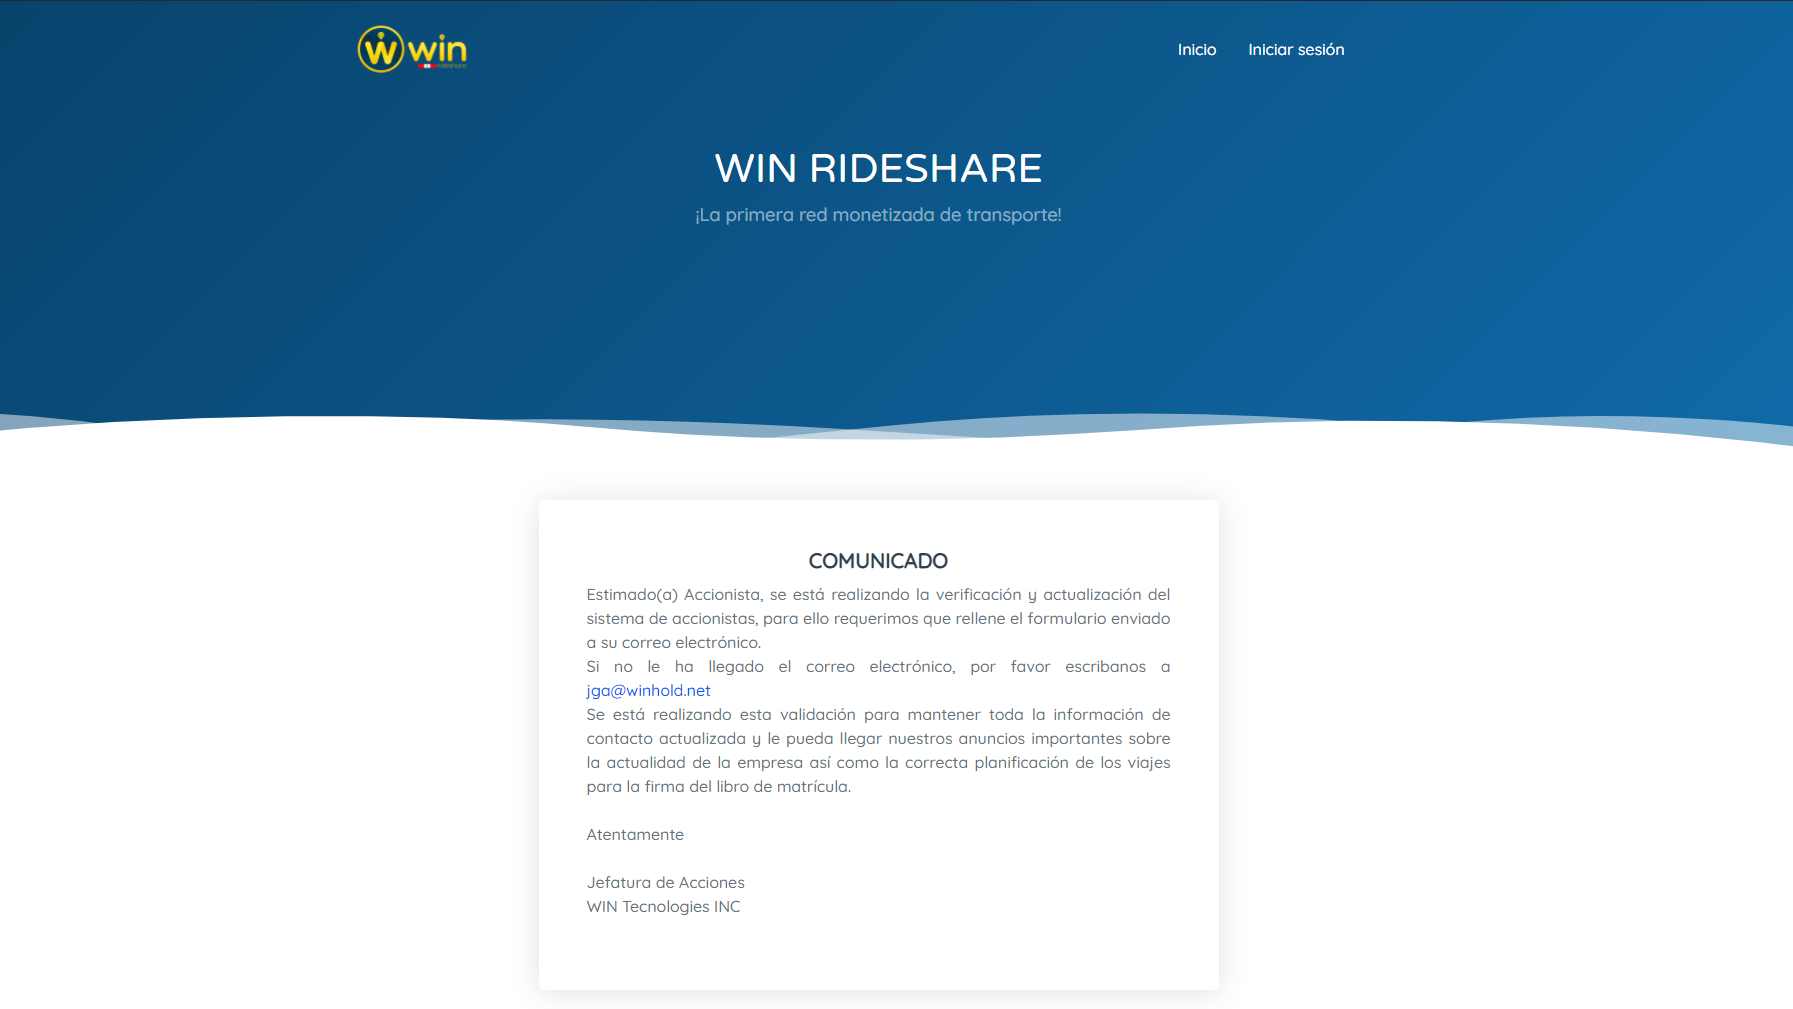 win
rideshare
Inicio
Iniciar sesión
WIN RIDESHARE
¡La primera red monetizada de transporte!
COMUNICADO
Estimado(a) Accionista, se está realizando la verificación y actualización del
sistema de accionistas, para ello requerimos que rellene el formulario enviado
a su correo electrónico.
Si no le ha llegado el correo electrónico, por favor escribanos a
jga@winhold.net
Se está realizando esta validación para mantener toda la información de
contacto actualizada y le pueda llegar nuestros anuncios importantes sobre
la actualidad de la empresa así como la correcta planificación de los viajes
para la firma del libro de matrícula.
Atentamente
Jefatura de Acciones
WIN Tecnologies INC